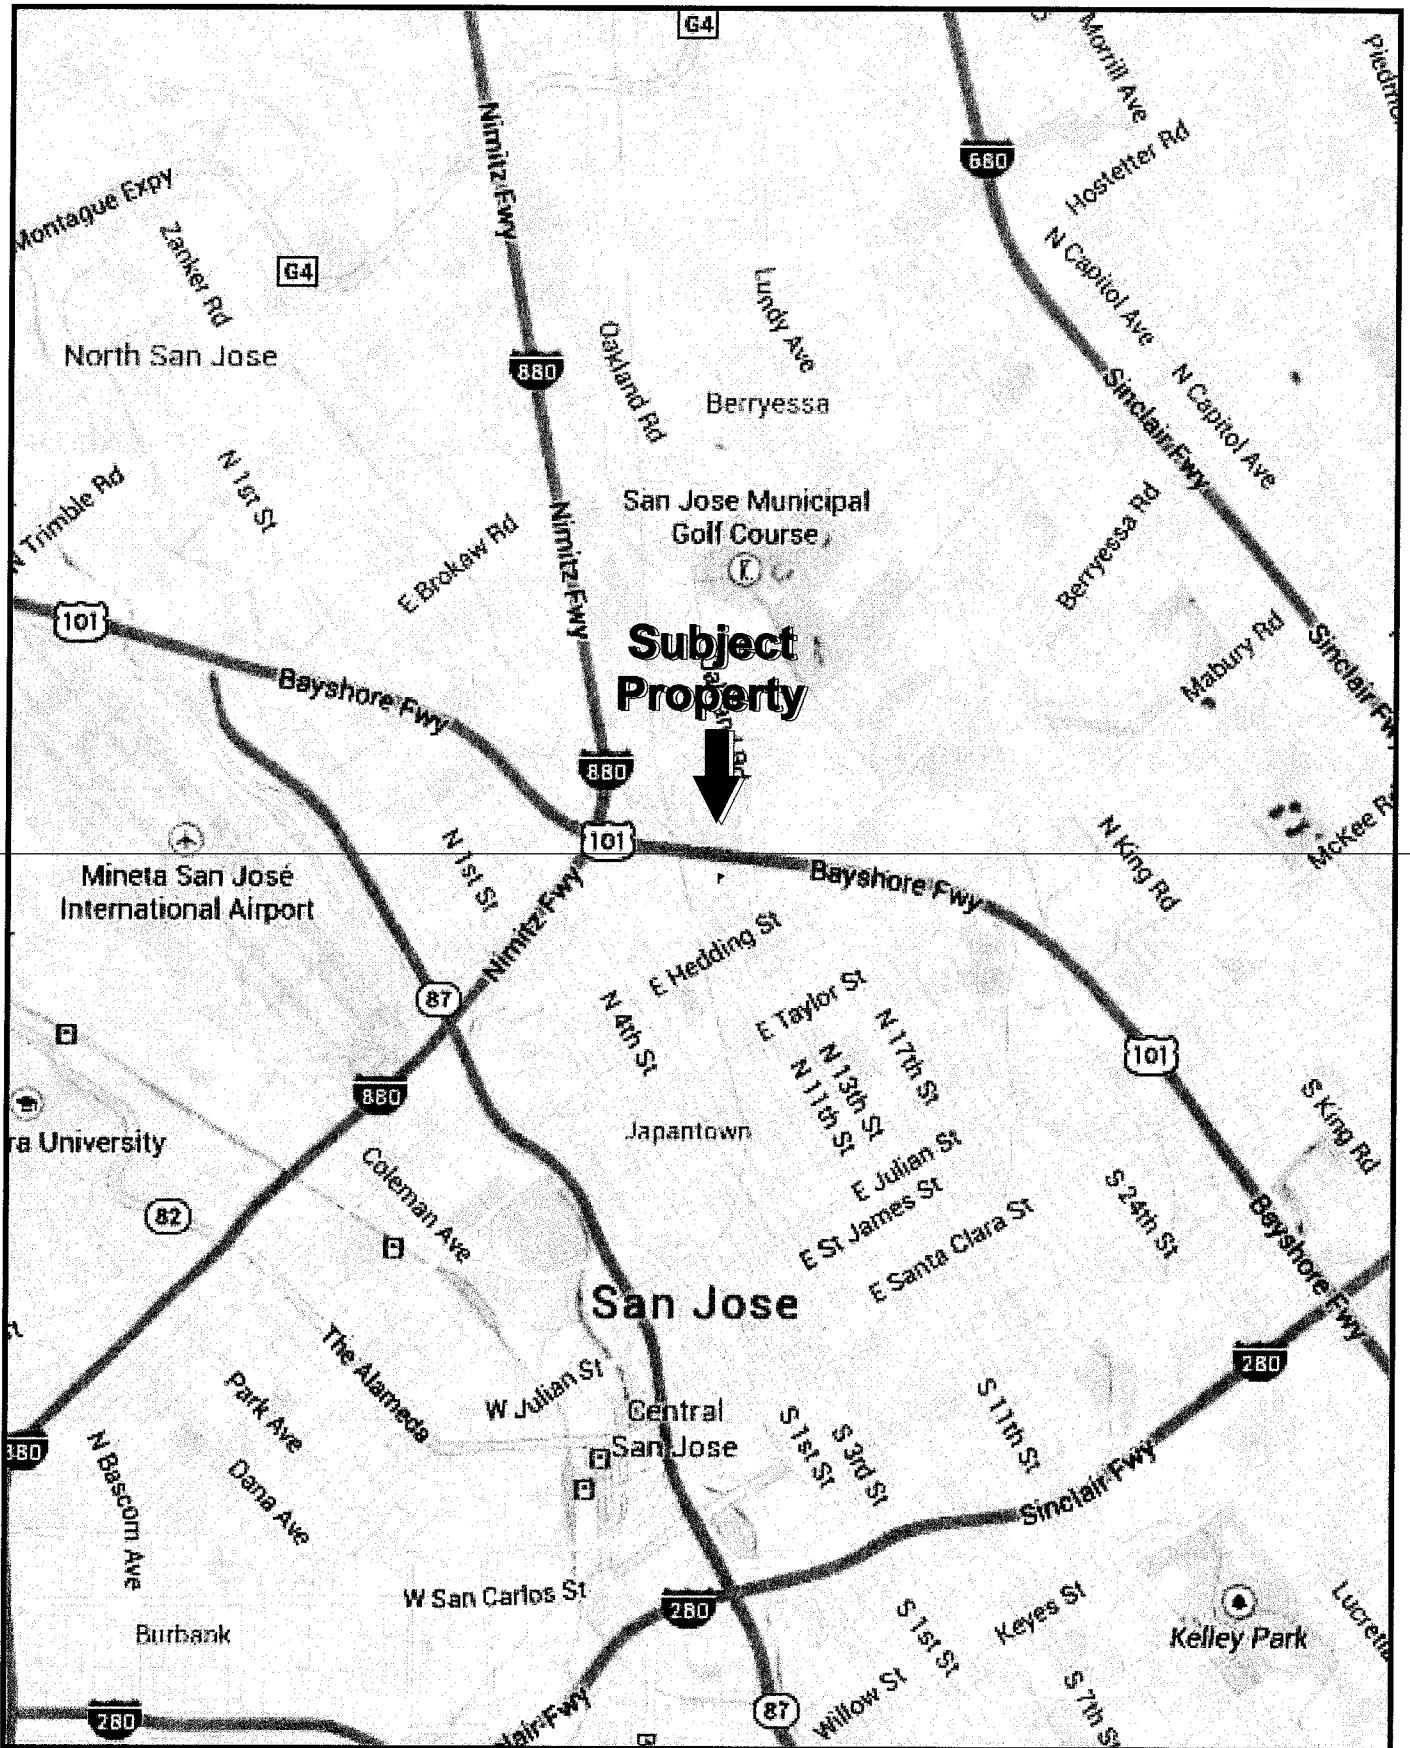 G4
Morrill Ave
Nimitz Fwy
680
Hostetter Rd
Montague Expy
Zanker Rd
G4
N Capitol Ave
Lundy Ave
Oakland Rd
North San Jose
880
Berryessa
Sinclair Fwy
N Capitol Ave
N 1st St
W Trimble Rd
San Jose Municipal
Golf Course
E Brokaw Rd
Nimitz Fwy
Berryessa Rd
101
Subject
Property
Mabury Rd
Sinclair Fwy
Bayshore Fwy
880
101
N 1st St
N King Rd
McKee R
Mineta San José
International Airport
Nimitz Fwy
Bayshore Fwy
E Hedding St
87
N 4th St
E Taylor St
N 17th St
N 13th St
N 11th St
101
880
S King Rd
ra University
Japantown
Coleman Ave
E Julian St
82
E St James St
S 24th St
E Santa Clara St
Bayshore Fwy
San Jose
The Alameda
280
Park Ave
W Julian St
Central
San Jose
S 1st St
S 3rd St
S 11th St
880
N Bascom Ave
Dana Ave
Sinclair Fwy
W San Carlos St
280
S 1st St
Keyes St
Kelley Park
Burbank
Willow St
S 7th St
87
280
lair Fwy